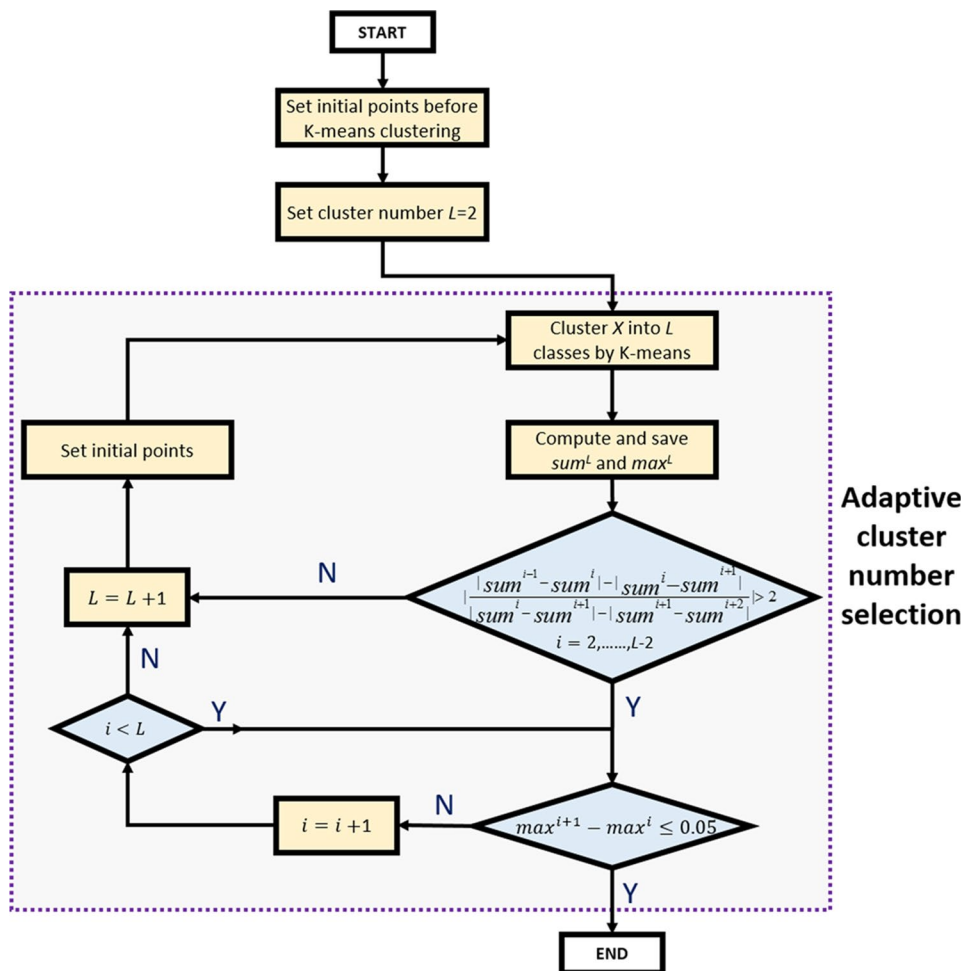 START
Set initial points before
K-means clustering
Set cluster number L=2
Cluster X into L
classes by K-means
Compute and save
sum^L and max^L
Set initial points
Adaptive
cluster
number
selection
N
L = L +1
| |sum^{i-1}-sum^i|-|sum^i-sum^{i+1}|
|sum^i-sum^{i+1}|-|sum^{i+1}-sum^{i+2}| |> 2
i = 2,......,L-2
N
Y
i < L
Y
N
i = i +1
max^{i+1} − max^i ≤ 0.05
Y
END